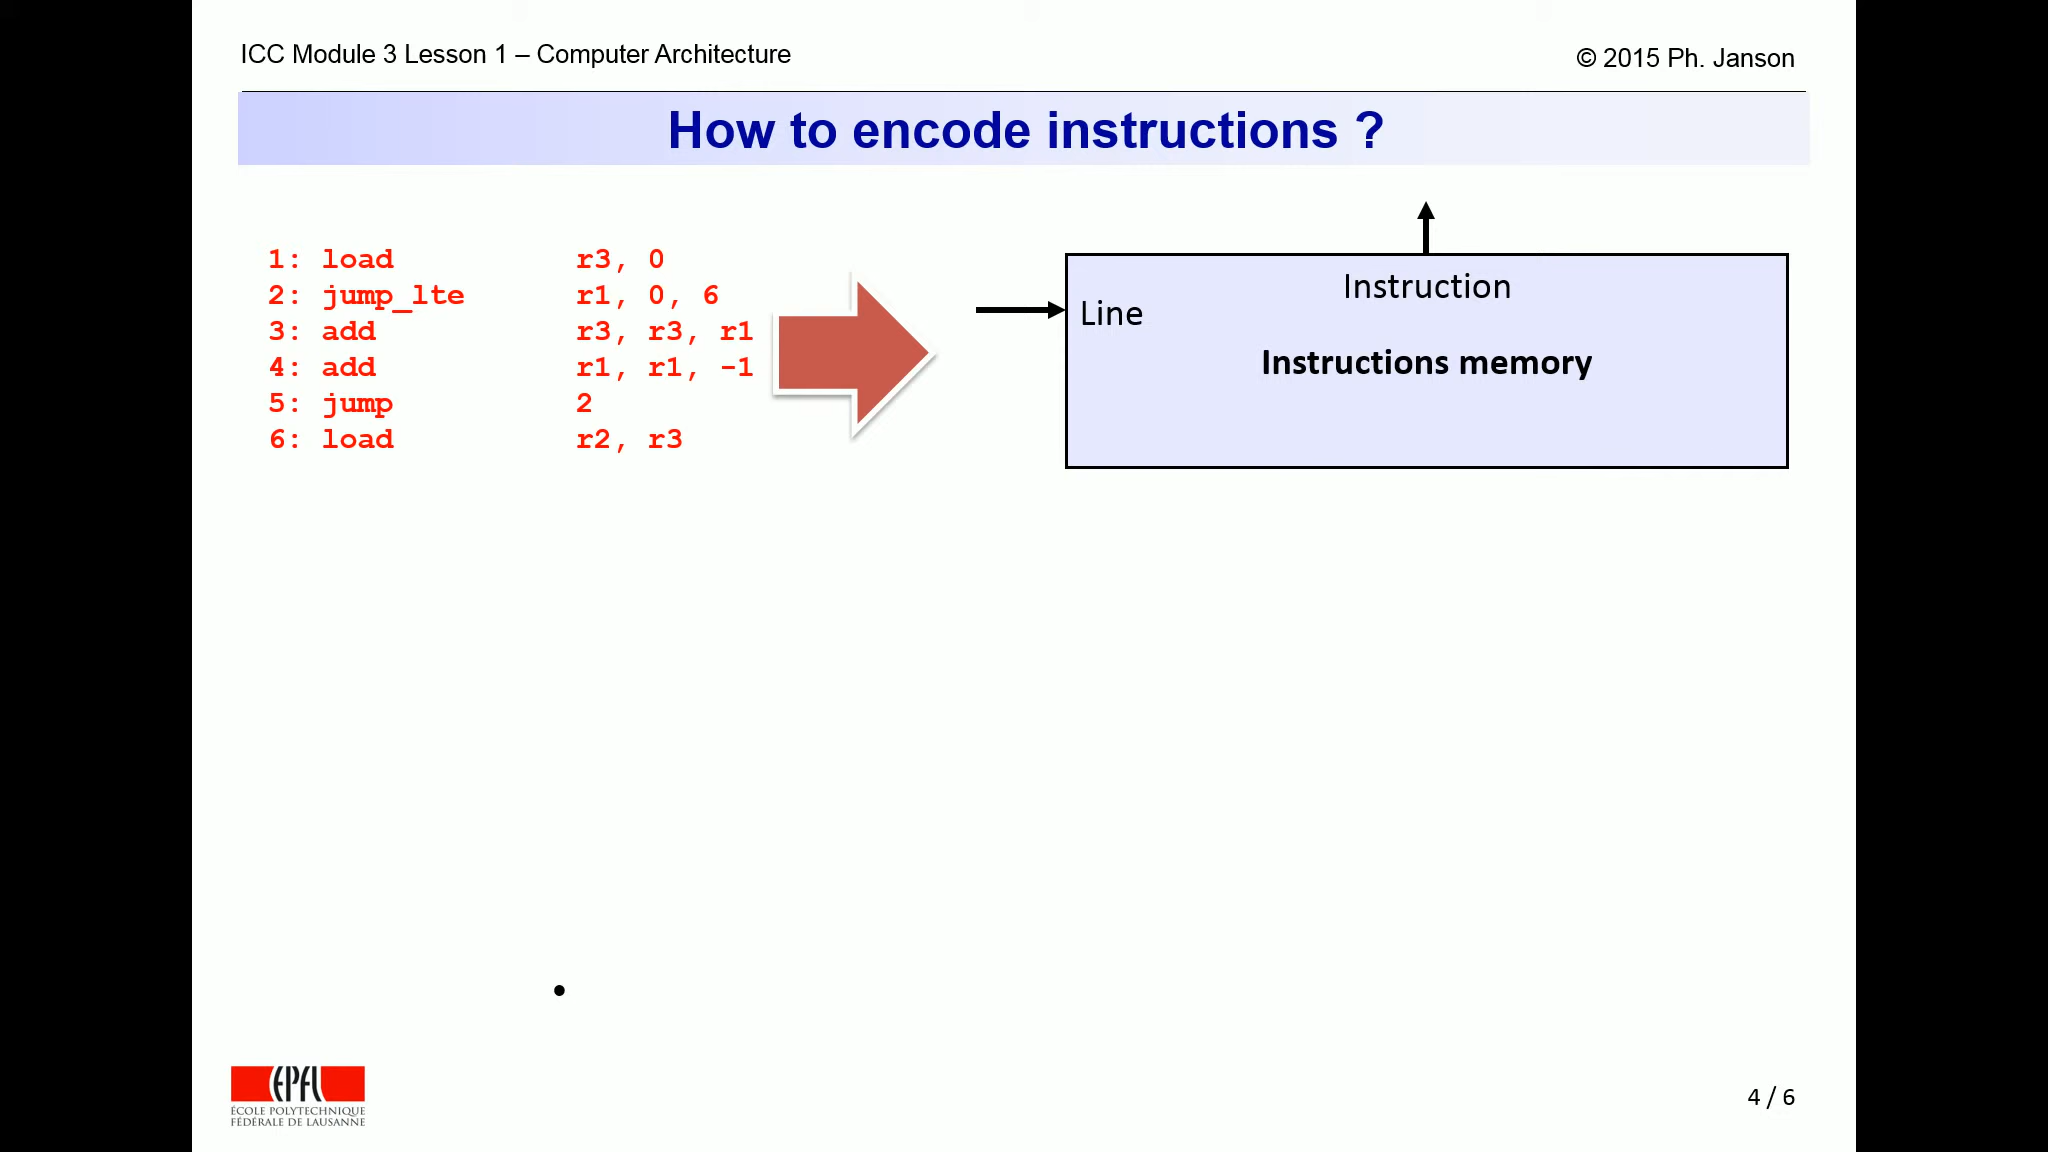 ICC Module 3 Lesson 1 – Computer Architecture
© 2015 Ph. Janson
How to encode instructions ?
1: load r3, 0
2: jump_lte r1, 0, 6
3: add r3, r3, r1
4: add r1, r1, -1
5: jump 2
6: load r2, r3
Instruction
Line
Instructions memory
•
EPFL
ÉCOLE POLYTECHNIQUE
FÉDÉRALE DE LAUSANNE
4 / 6